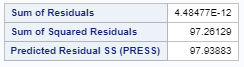 Sum of Residuals 4.48477E-12
Sum of Squared Residuals 97.26129
Predicted Residual SS (PRESS) 97.93883